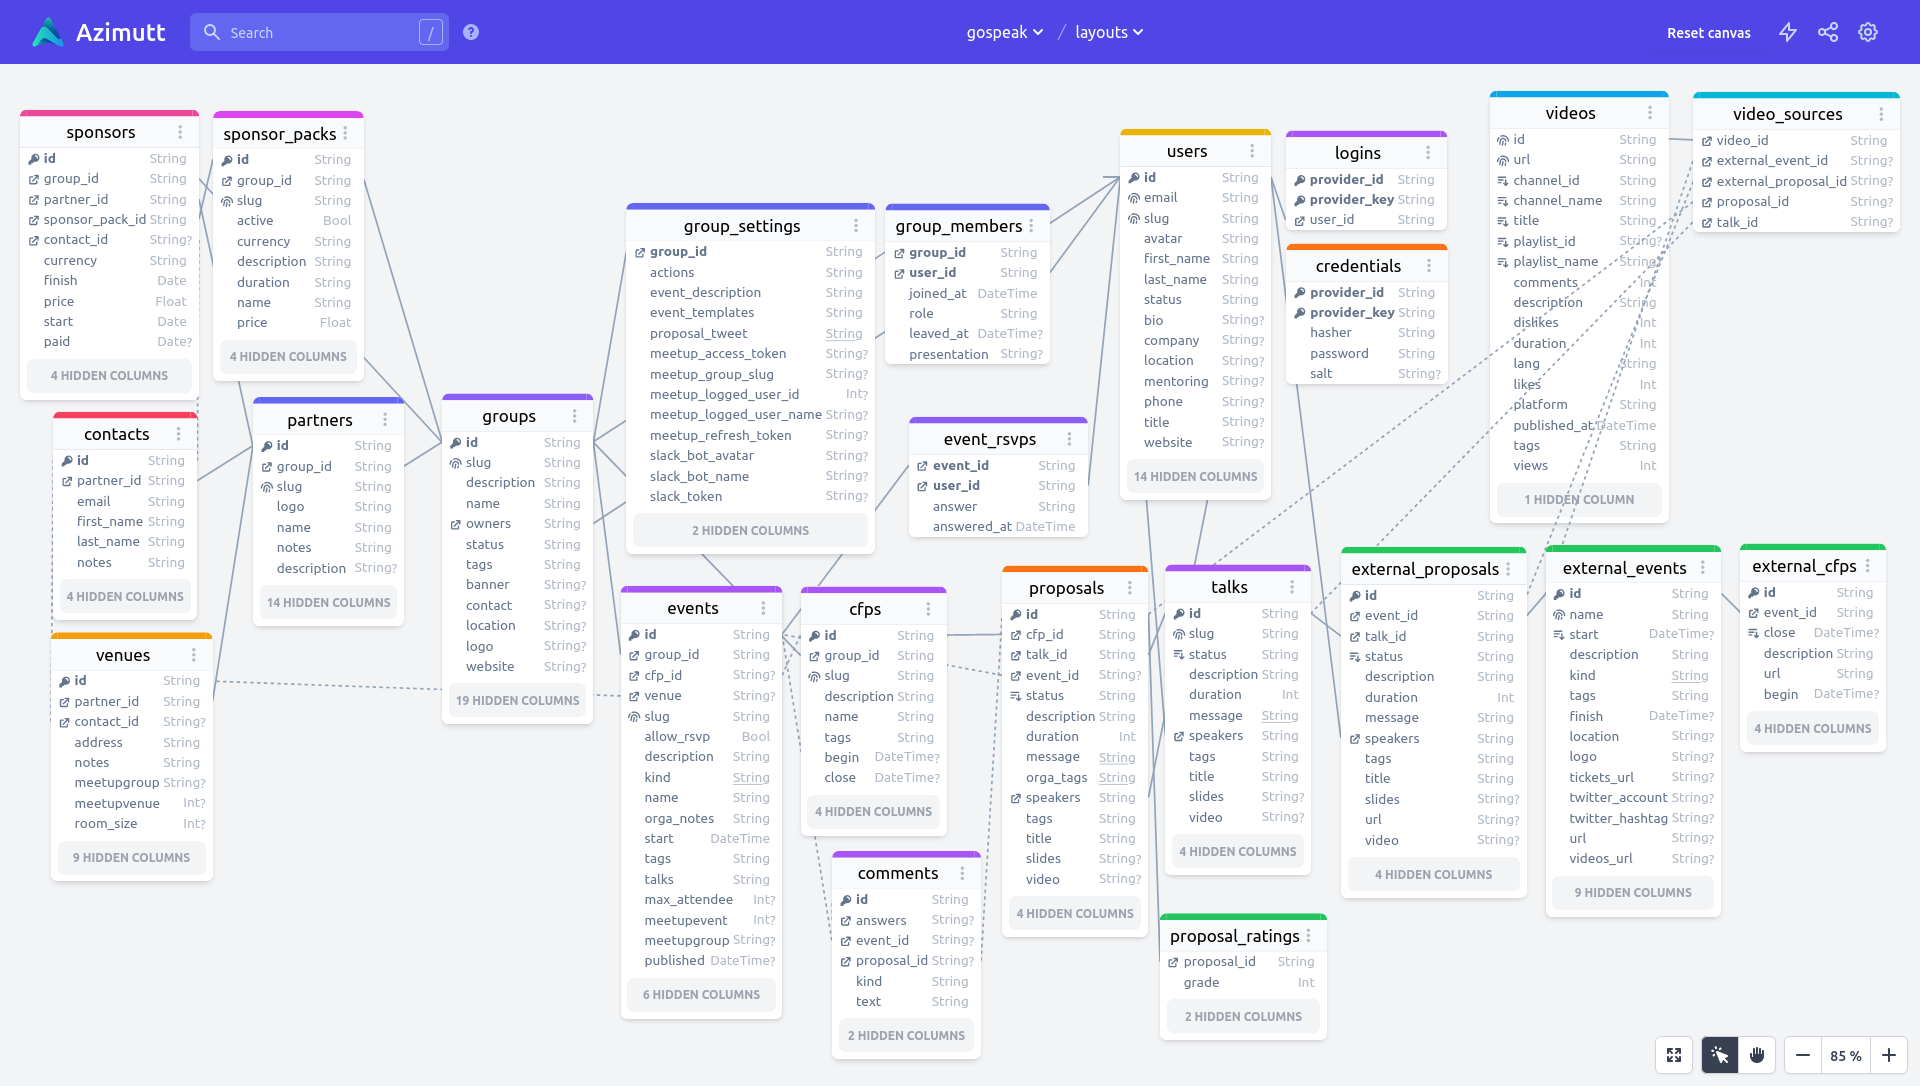 Azimutt
Search
/
?
gospeak / layouts
Reset canvas
sponsors
id String
group_id String
partner_id String
sponsor_pack_id String
contact_id String?
currency String
finish Date
price Float
start Date
paid Date?
4 HIDDEN COLUMNS
sponsor_packs
id String
group_id String
slug String
active Bool
currency String
description String
duration String
name String
price Float
4 HIDDEN COLUMNS
contacts
id String
partner_id String
email String
first_name String
last_name String
notes String
4 HIDDEN COLUMNS
partners
id String
group_id String
slug String
logo String
name String
notes String
description String?
14 HIDDEN COLUMNS
venues
id String
partner_id String
contact_id String?
address String
notes String
meetupgroup String?
meetupvenue Int?
room_size Int?
9 HIDDEN COLUMNS
groups
id String
slug String
description String
name String
owners String
status String
tags String
banner String?
contact String?
location String?
logo String?
website String?
19 HIDDEN COLUMNS
group_settings
group_id String
actions String
event_description String
event_templates String
proposal_tweet String
meetup_access_token String?
meetup_group_slug String?
meetup_logged_user_id Int?
meetup_logged_user_name String?
meetup_refresh_token String?
slack_bot_avatar String?
slack_bot_name String?
slack_token String?
2 HIDDEN COLUMNS
group_members
group_id String
user_id String
joined_at DateTime
role String
leaved_at DateTime?
presentation String?
event_rsvps
event_id String
user_id String
answer String
answered_at DateTime
events
id String
group_id String
cfp_id String?
venue String?
slug String
allow_rsvp Bool
description String
kind String
name String
orga_notes String
start DateTime
tags String
talks String
max_attendee Int?
meetupevent Int?
meetupgroup String?
published DateTime?
6 HIDDEN COLUMNS
cfps
id String
group_id String
slug String
description String
name String
tags String
begin DateTime?
close DateTime?
4 HIDDEN COLUMNS
comments
id String
answers String?
event_id String?
proposal_id String?
kind String
text String
2 HIDDEN COLUMNS
users
id String
email String
slug String
avatar String
first_name String
last_name String
status String
bio String?
company String?
location String?
mentoring String?
phone String?
title String?
website String?
14 HIDDEN COLUMNS
logins
provider_id String
provider_key String
user_id String
credentials
provider_id String
provider_key String
hasher String
password String
salt String?
proposals
id String
cfp_id String
talk_id String
event_id String?
status String
description String
duration Int
message String
orga_tags String
speakers String
tags String
title String
slides String?
video String?
4 HIDDEN COLUMNS
talks
id String
slug String
status String
description String
duration Int
message String
speakers String
tags String
title String
slides String?
video String?
4 HIDDEN COLUMNS
proposal_ratings
proposal_id String
grade Int
2 HIDDEN COLUMNS
videos
id String
url String
channel_id String
channel_name String
title String
playlist_id String?
playlist_name String?
comments Int
description String
dislikes Int
duration Int
lang String
likes Int
platform String
published_at DateTime
tags String
views Int
1 HIDDEN COLUMN
video_sources
video_id String
external_event_id String?
external_proposal_id String?
proposal_id String?
talk_id String?
external_proposals
id String
event_id String
talk_id String
status String
description String
duration Int
message String
speakers String
tags String
title String
slides String?
url String?
video String?
4 HIDDEN COLUMNS
external_events
id String
name String
start DateTime?
description String
kind String
tags String
finish DateTime?
location String?
logo String?
tickets_url String?
twitter_account String?
twitter_hashtag String?
url String?
videos_url String?
9 HIDDEN COLUMNS
external_cfps
id String
event_id String
close DateTime?
description String
url String
begin DateTime?
4 HIDDEN COLUMNS
85 %